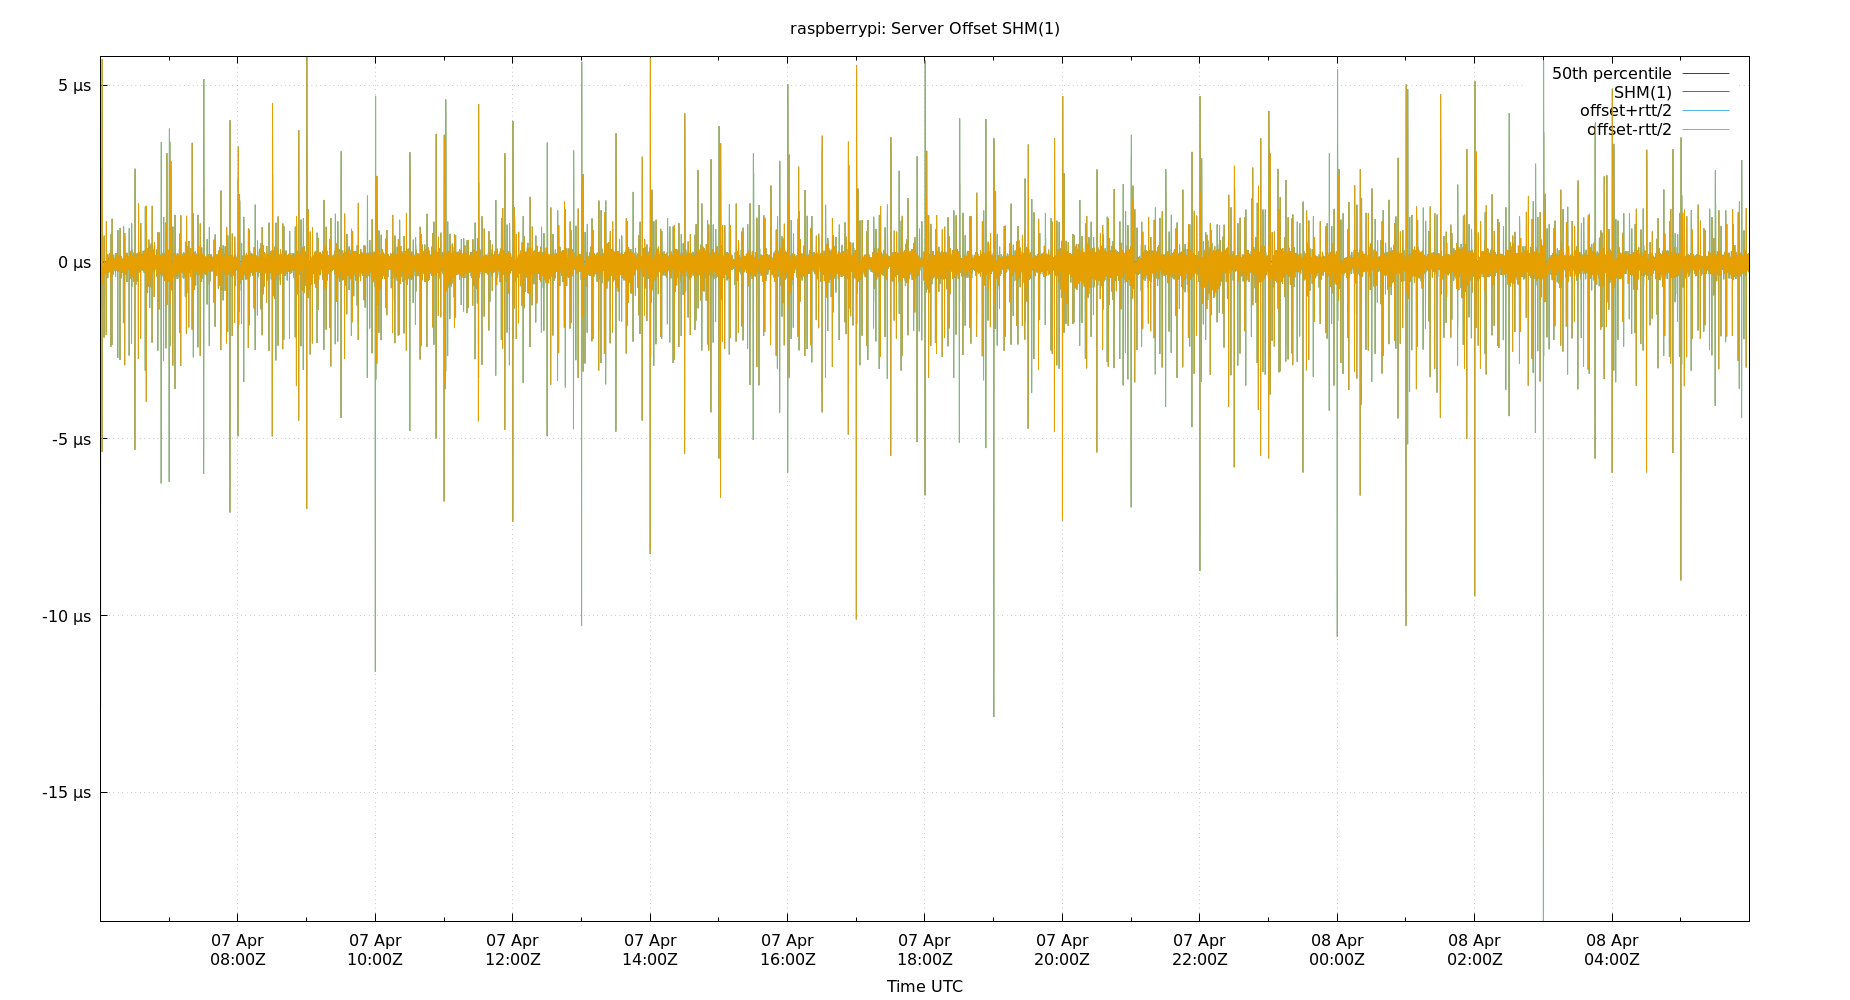 raspberrypi: Server Offset SHM(1)
50th percentile
SHM(1)
offset+rtt/2
offset-rtt/2
5 µs
0 µs
-5 µs
-10 µs
-15 µs
07 Apr 07 Apr 07 Apr 07 Apr 07 Apr 07 Apr 07 Apr 07 Apr 08 Apr 08 Apr 08 Apr
08:00Z 10:00Z 12:00Z 14:00Z 16:00Z 18:00Z 20:00Z 22:00Z 00:00Z 02:00Z 04:00Z
Time UTC